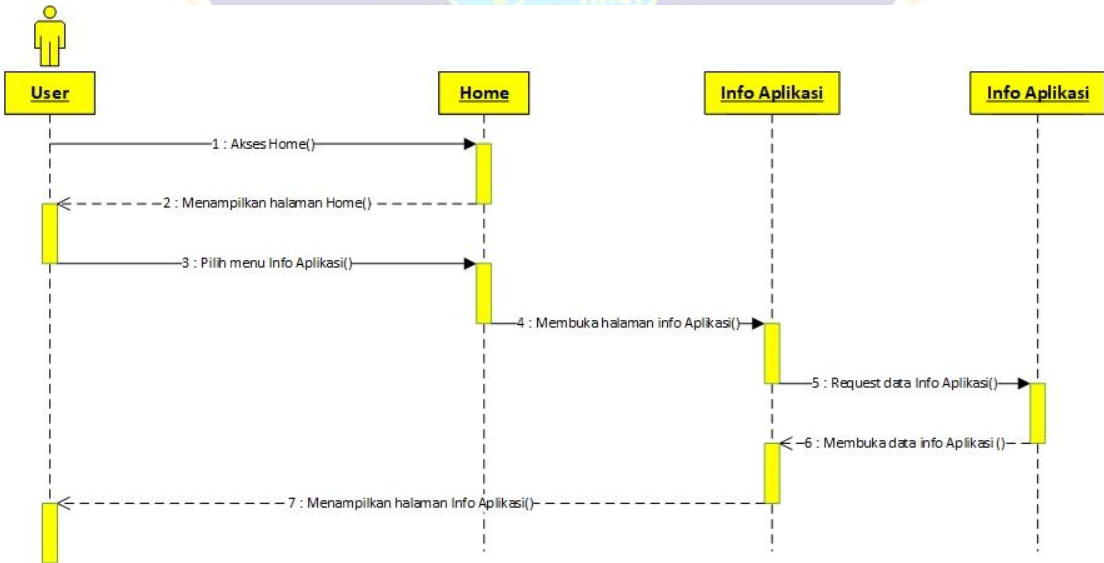 User
Home
Info Aplikasi
Info Aplikasi
1 : Akses Home()
2 : Menampilkan halaman Home()
3 : Pilih menu Info Aplikasi()
4 : Membuka halaman info Aplikasi()
5 : Request data Info Aplikasi()
6 : Membuka data info Aplikasi ()
7 : Menampilkan halaman Info Aplikasi()